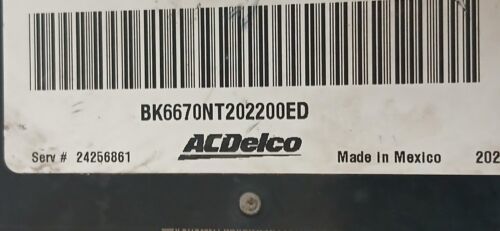 BK6670NT202200ED
ACDelco
Serv # 24256861 Made in Mexico 202